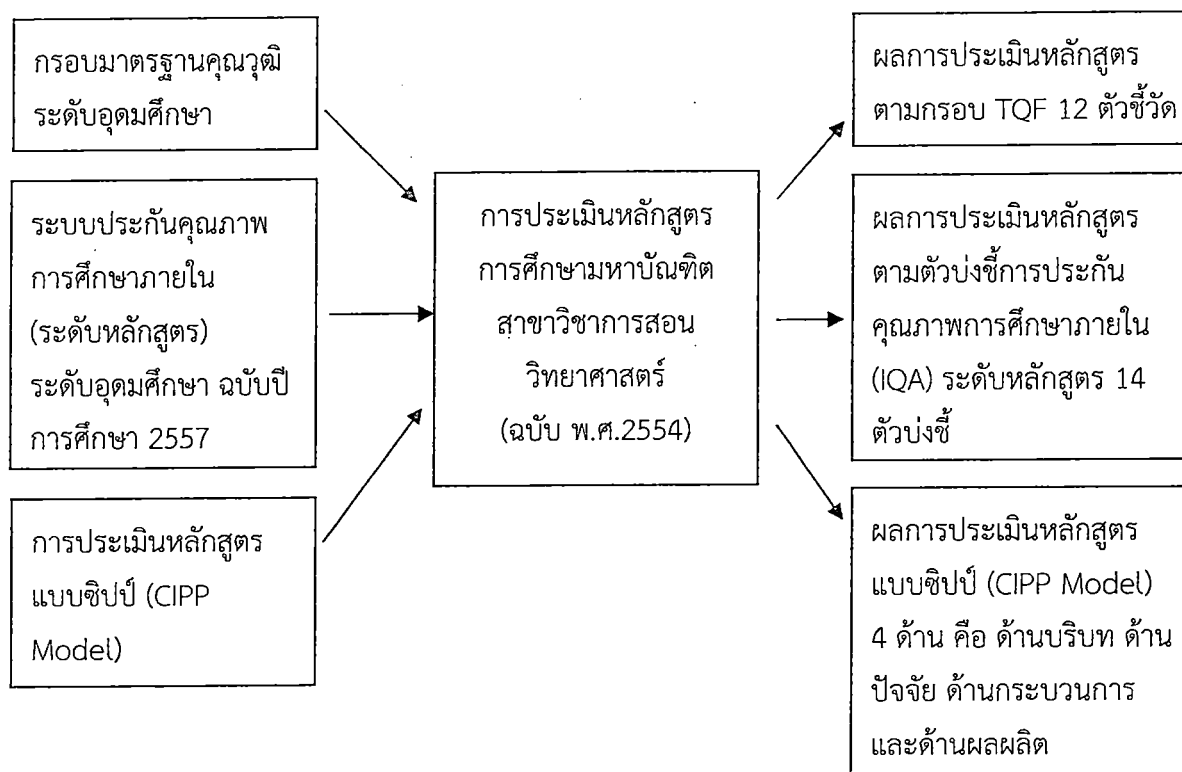 กรอบมาตรฐานคุณวุฒิ
ระดับอุดมศึกษา
ระบบประกันคุณภาพ
การศึกษาภายใน
(ระดับหลักสูตร)
ระดับอุดมศึกษา ฉบับปี
การศึกษา 2557
การประเมินหลักสูตร
แบบซิปป์ (CIPP
Model)
การประเมินหลักสูตร
การศึกษามหาบัณฑิต
สาขาวิชาการสอน
วิทยาศาสตร์
(ฉบับ พ.ศ.2554)
ผลการประเมินหลักสูตร
ตามกรอบ TQF 12 ตัวชี้วัด
ผลการประเมินหลักสูตร
ตามตัวบ่งชี้การประกัน
คุณภาพการศึกษาภายใน
(IQA) ระดับหลักสูตร 14
ตัวบ่งชี้
ผลการประเมินหลักสูตร
แบบซิปป์ (CIPP Model)
4 ด้าน คือ ด้านบริบท ด้าน
ปัจจัย ด้านกระบวนการ
และด้านผลผลิต